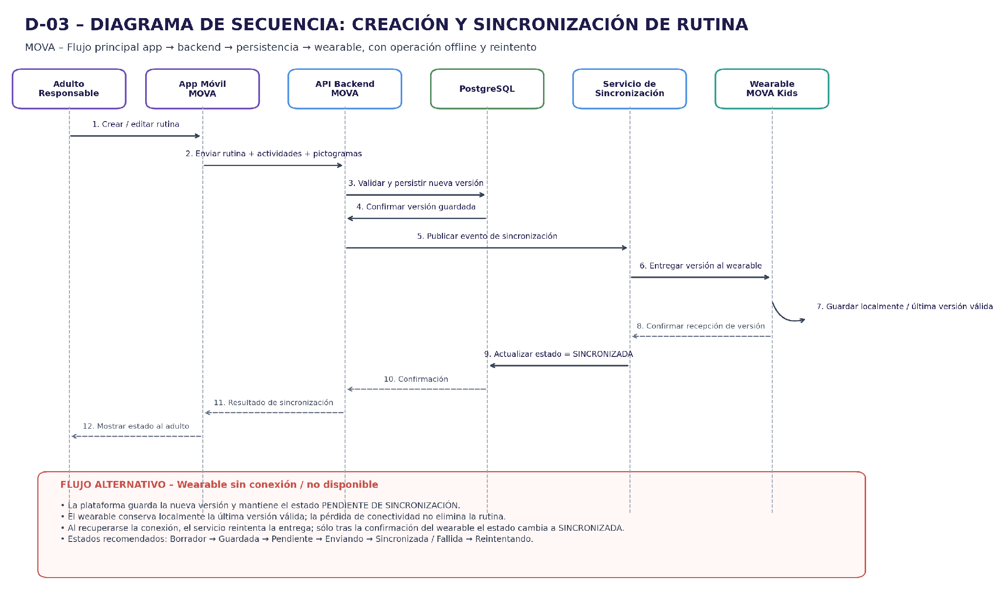 D-03 – DIAGRAMA DE SECUENCIA: CREACIÓN Y SINCRONIZACIÓN DE RUTINA
MOVA – Flujo principal app → backend → persistencia → wearable, con operación offline y reintento
Adulto
Responsable
App Móvil
MOVA
API Backend
MOVA
PostgreSQL
Servicio de
Sincronización
Wearable
MOVA Kids
1. Crear / editar rutina
2. Enviar rutina + actividades + pictogramas
3. Validar y persistir nueva versión
4. Confirmar versión guardada
5. Publicar evento de sincronización
6. Entregar versión al wearable
7. Guardar localmente / última versión válida
8. Confirmar recepción de versión
9. Actualizar estado = SINCRONIZADA
10. Confirmación
11. Resultado de sincronización
12. Mostrar estado al adulto
FLUJO ALTERNATIVO – Wearable sin conexión / no disponible
• La plataforma guarda la nueva versión y mantiene el estado PENDIENTE DE SINCRONIZACIÓN.
• El wearable conserva localmente la última versión válida; la pérdida de conectividad no elimina la rutina.
• Al recuperarse la conexión, el servicio reintenta la entrega; sólo tras la confirmación del wearable el estado cambia a SINCRONIZADA.
• Estados recomendados: Borrador → Guardada → Pendiente → Enviando → Sincronizada / Fallida → Reintentando.